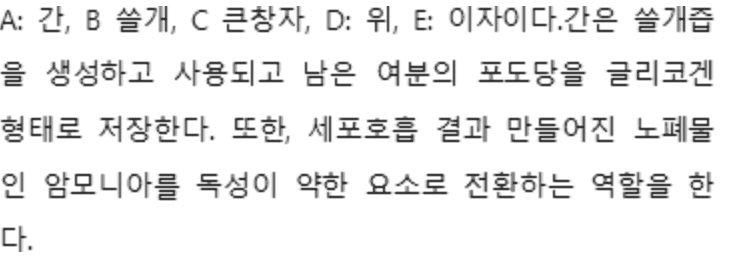 A: 간, B 쓸개, C 큰창자, D: 위, E: 이자이다.간은 쓸개즙
을 생성하고 사용되고 남은 여분의 포도당을 글리코겐
형태로 저장한다. 또한, 세포호흡 결과 만들어진 노폐물
인 암모니아를 독성이 약한 요소로 전환하는 역할을 한
다.